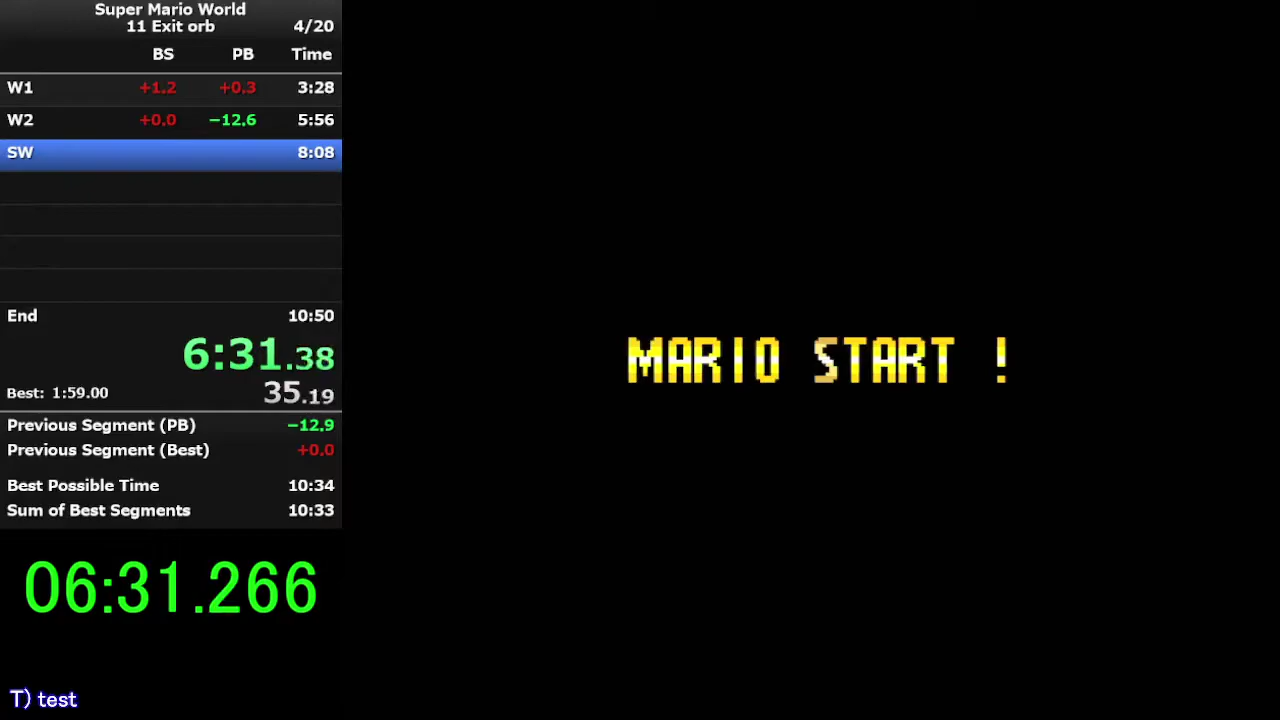 Super Mario World
11 Exit orb 4/20
BS PB Time
W1 +1.2 +0.3 3:28
W2 +0.0 −12.6 5:56
SW 8:08
End 10:50
6:31.38
Best: 1:59.00 35.19
Previous Segment (PB) −12.9
Previous Segment (Best) +0.0
Best Possible Time 10:34
Sum of Best Segments 10:33
06:31.266
T) test
MARIO START !